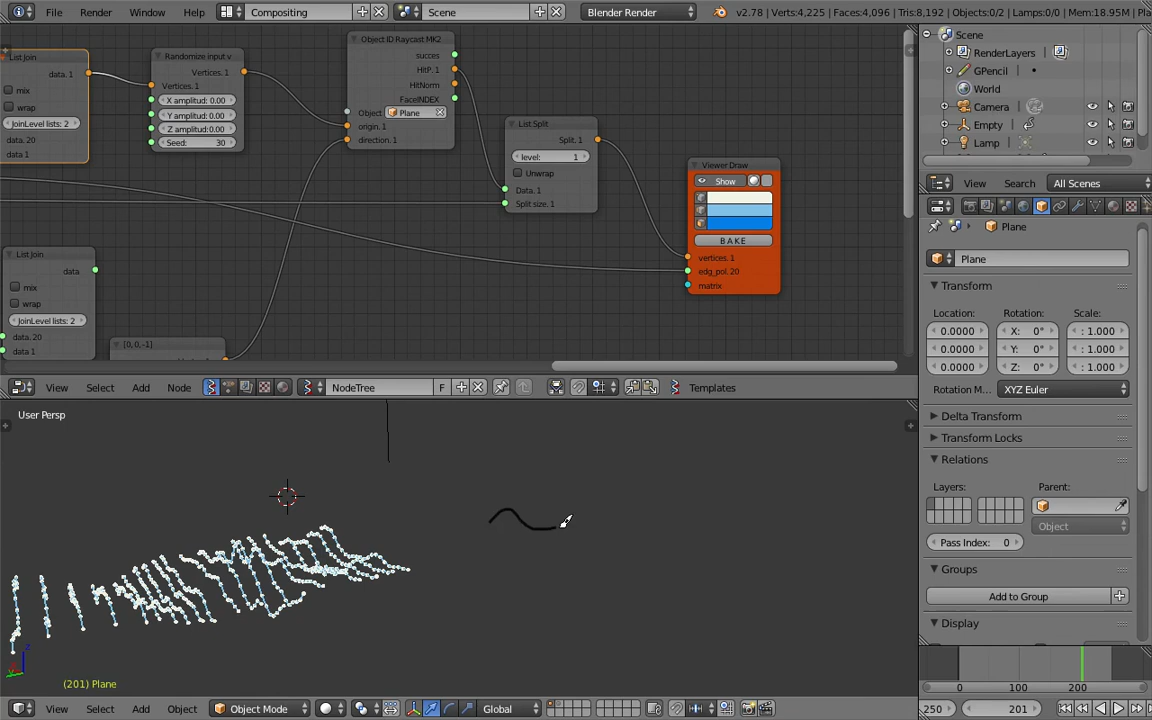 File Render Window Help Compositing Scene Blender Render v2.78 | Verts:4,225 | Faces:4,096 | Tris:8,192 | Objects:0/2 | Lamps:0/0 | Mem:18.95M | Pla
List Join
data. 1
mix
wrap
JoinLevel lists: 2
data. 20
data 1
Randomize input v
Vertices. 1
Vertices. 1
X amplitud: 0.00
Y amplitud: 0.00
Z amplitud: 0.00
Seed: 30
Object ID Raycast MK2
succes
HitP. 1
HitNorm
FaceINDEX
Object Plane
origin. 1
direction. 1
List Split
Split. 1
level: 1
Unwrap
Data. 1
Split size. 1
Viewer Draw
Show
BAKE
vertices. 1
edg_pol. 20
matrix
List Join
data
mix
wrap
JoinLevel lists: 2
data. 20
data 1
[0,0,-1]
View Select Add Node NodeTree F Templates
User Persp
(201) Plane
View Select Add Object Object Mode Global
Scene
RenderLayers
GPencil
World
Camera
Empty
Lamp
View Search All Scenes
Plane
Plane
Transform
Location: Rotation: Scale:
0.0000 X: 0° : 1.000
0.0000 Y: 0° : 1.000
0.0000 Z: 0° : 1.000
Rotation M... XYZ Euler
Delta Transform
Transform Locks
Relations
Layers: Parent:
Object
Pass Index: 0
Groups
Add to Group
Display
0 100 200
250 201